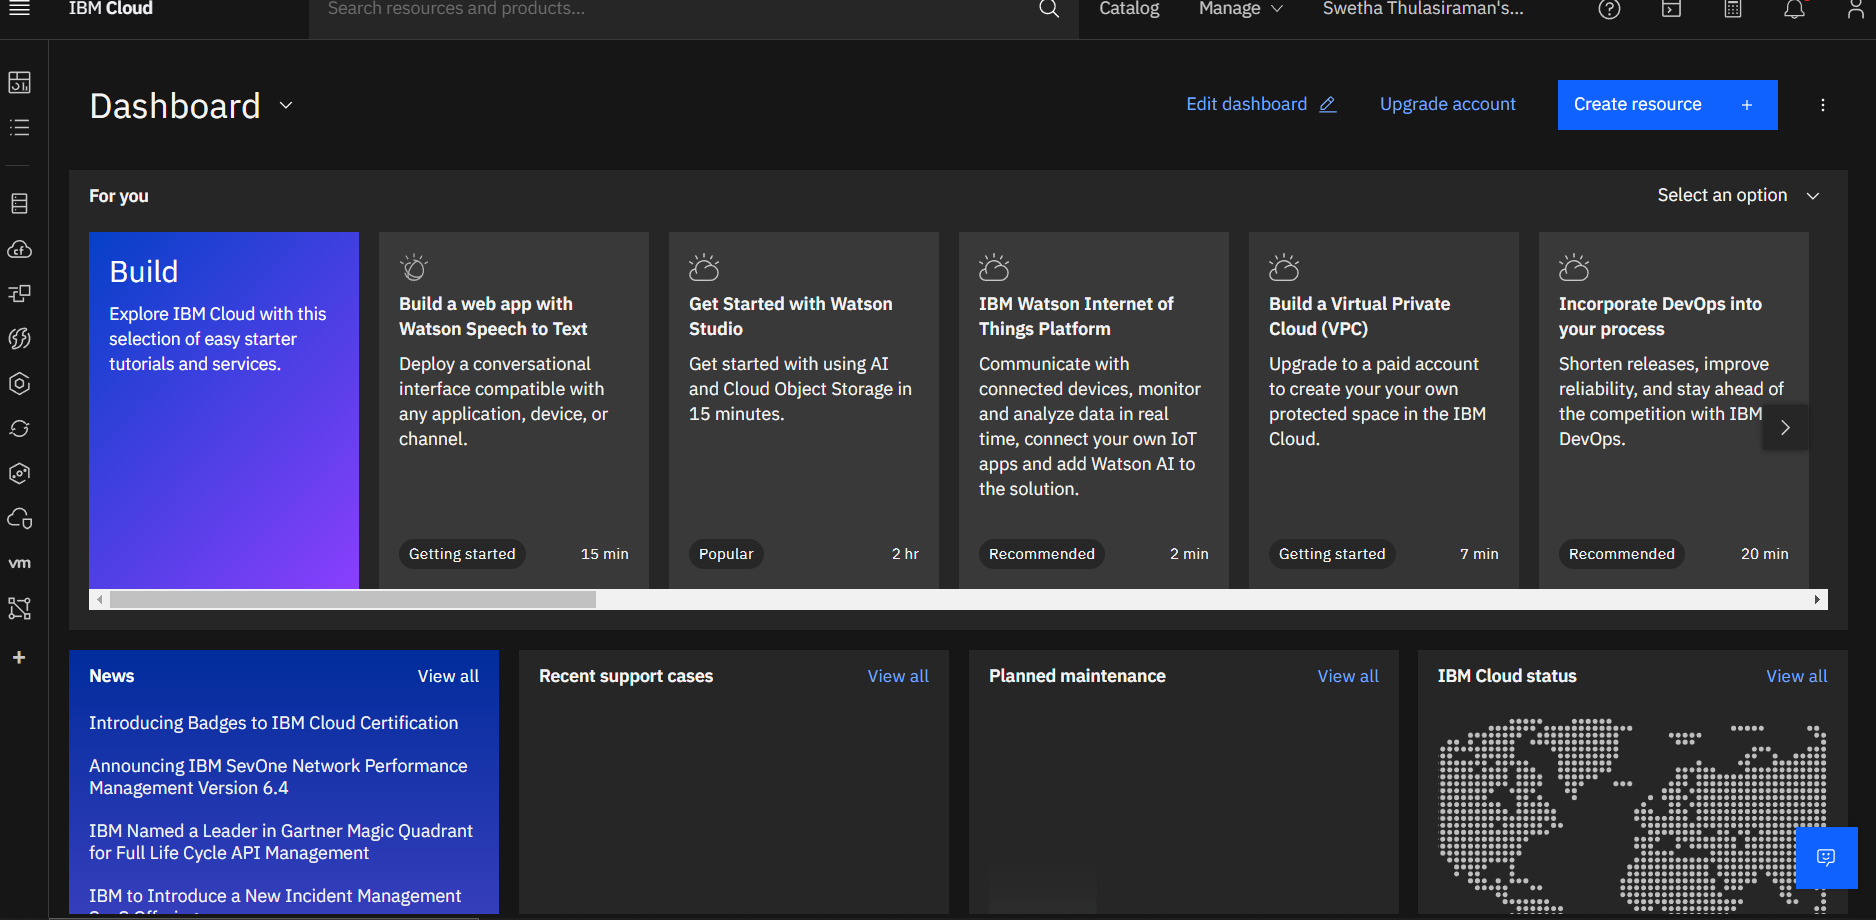 IBM Cloud
Search resources and products...
Catalog
Manage
Swetha Thulasiraman's...
Dashboard
Edit dashboard
Upgrade account
Create resource +
For you
Select an option
Build
Explore IBM Cloud with this
selection of easy starter
tutorials and services.
Build a web app with
Watson Speech to Text
Deploy a conversational
interface compatible with
any application, device, or
channel.
Getting started
15 min
Get Started with Watson
Studio
Get started with using AI
and Cloud Object Storage in
15 minutes.
Popular
2 hr
IBM Watson Internet of
Things Platform
Communicate with
connected devices, monitor
and analyze data in real
time, connect your own IoT
apps and add Watson AI to
the solution.
Recommended
2 min
Build a Virtual Private
Cloud (VPC)
Upgrade to a paid account
to create your your own
protected space in the IBM
Cloud.
Getting started
7 min
Incorporate DevOps into
your process
Shorten releases, improve
reliability, and stay ahead of
the competition with IBM
DevOps.
Recommended
20 min
cf
vm
News
View all
Introducing Badges to IBM Cloud Certification
Announcing IBM SevOne Network Performance
Management Version 6.4
IBM Named a Leader in Gartner Magic Quadrant
for Full Life Cycle API Management
IBM to Introduce a New Incident Management
Recent support cases
View all
Planned maintenance
View all
IBM Cloud status
View all